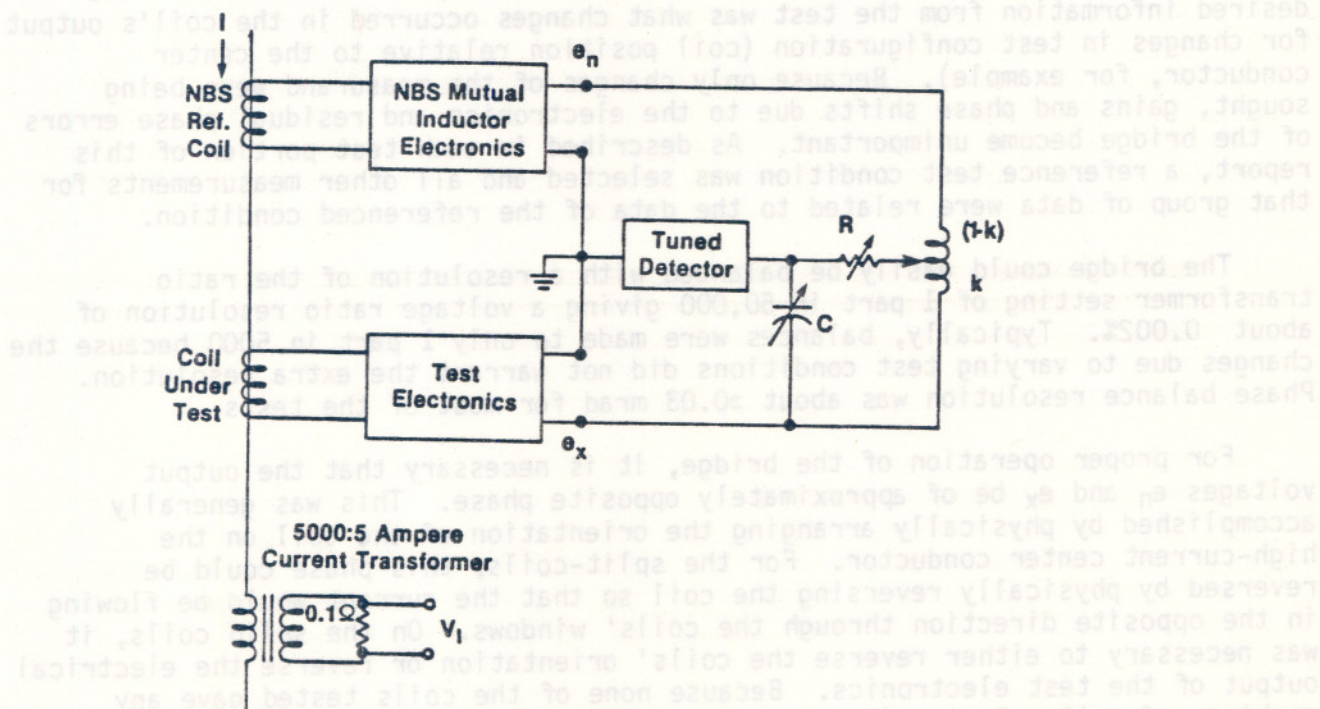 I
NBS
Ref.
Coil
NBS Mutual
Inductor
Electronics
e_n
Tuned
Detector
R
(1-k)
k
C
Coil
Under
Test
Test
Electronics
e_x
5000:5 Ampere
Current Transformer
0.1Ω
V_I
desired information from the test was what changes occurred in the coil's output
for changes in test configuration (coil position relative to the center
conductor, for example). Because only changes of the being
sought, gains and phase shifts due to the electronics and phase errors
of the bridge become unimportant. As described in test portion of this
report, a reference test condition was selected and all other measurements for
that group of data were related to the data of the referenced condition.
The bridge could easily be balanced with a resolution of the ratio
transformer setting of 1 part in 50,000 giving a voltage ratio resolution of
about 0.002%. Typically, balances were made to only 1 part in 5000 because the
changes due to varying test conditions did not warrant the extra resolution.
Phase balance resolution was about ≈0.03 mrad for of the tests
For proper operation of the bridge, it is necessary that the output
voltages e_n and e_x be of approximately opposite phase. This was generally
accomplished by physically arranging the orientation of coil on the
high-current center conductor. For the split-coils, this phase could be
reversed by physically reversing the coil so that the current would be flowing
in the opposite direction through the coils' windows. On the coils, it
was necessary to either reverse the coils' orientation or reverse the electrical
output of the test electronics. Because none of the coils tested gave any